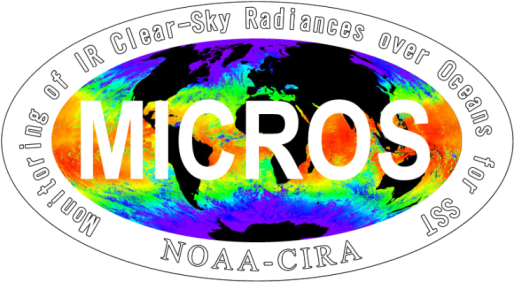 Monitoring of IR Clear-Sky Radiances over Oceans for SST
MICROS
NOAA-CIRA